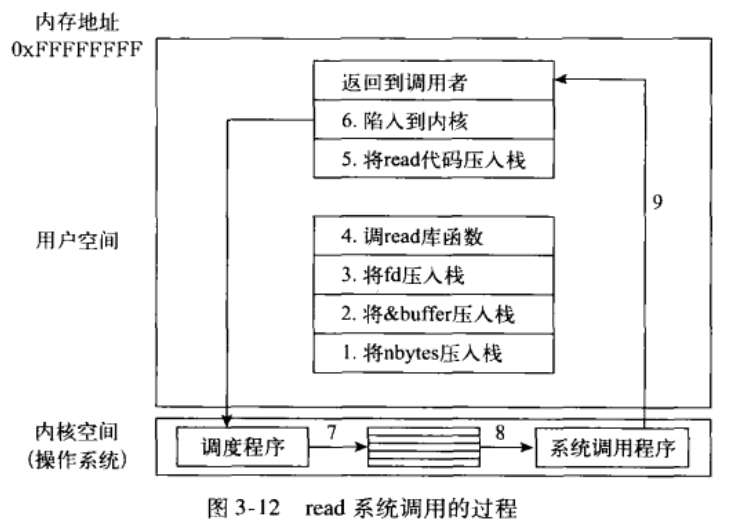 内存地址
0xFFFFFFFF
返回到调用者
6. 陷入到内核
5. 将read代码压入栈
9
用户空间
4. 调read库函数
3. 将fd压入栈
2. 将&buffer压入栈
1. 将nbytes压入栈
内核空间
(操作系统)
调度程序
7
8
系统调用程序
图 3-12 read 系统调用的过程